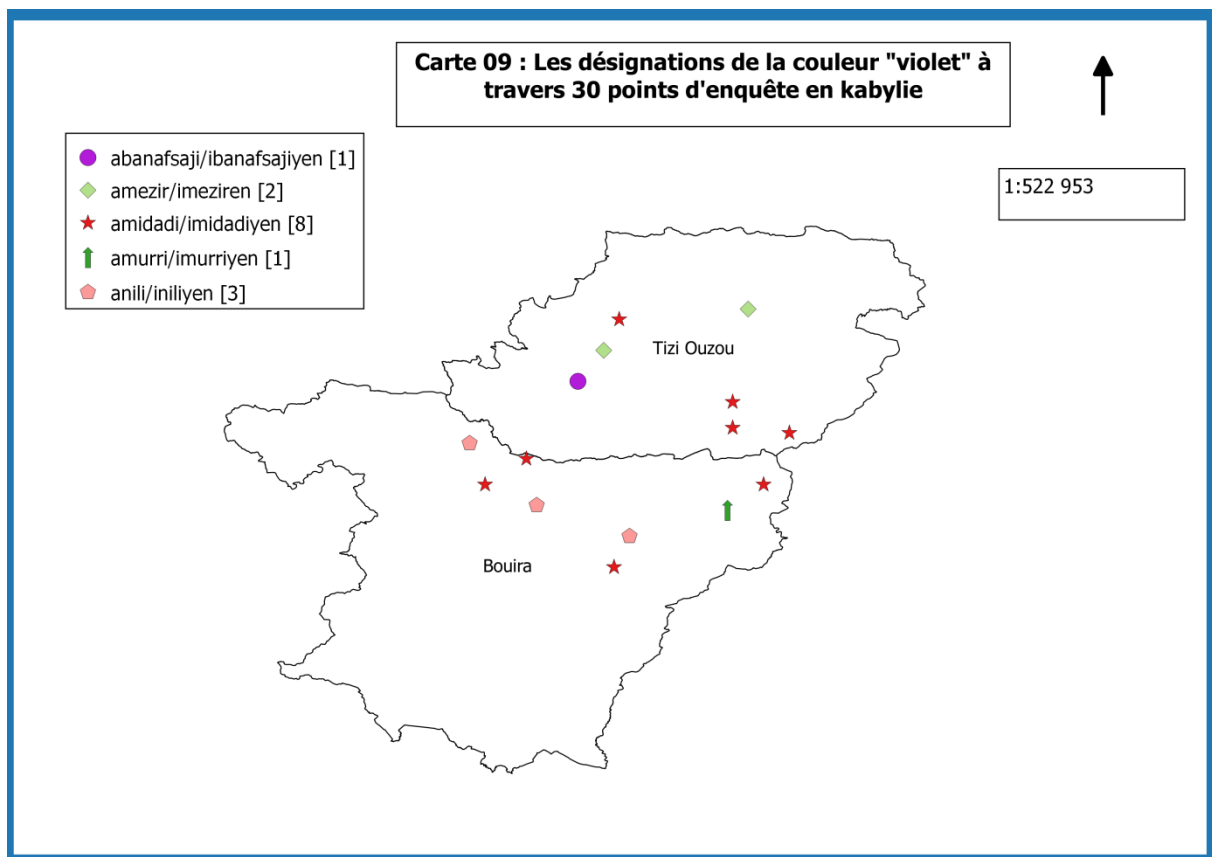 Carte 09 : Les désignations de la couleur "violet" à
travers 30 points d'enquête en kabylie
abanafsaji/ibanafsajiyen [1]
amezir/imeziren [2]
amidadi/imidadiyen [8]
amurri/imurriyen [1]
anili/iniliyen [3]
1:522 953
Tizi Ouzou
Bouira